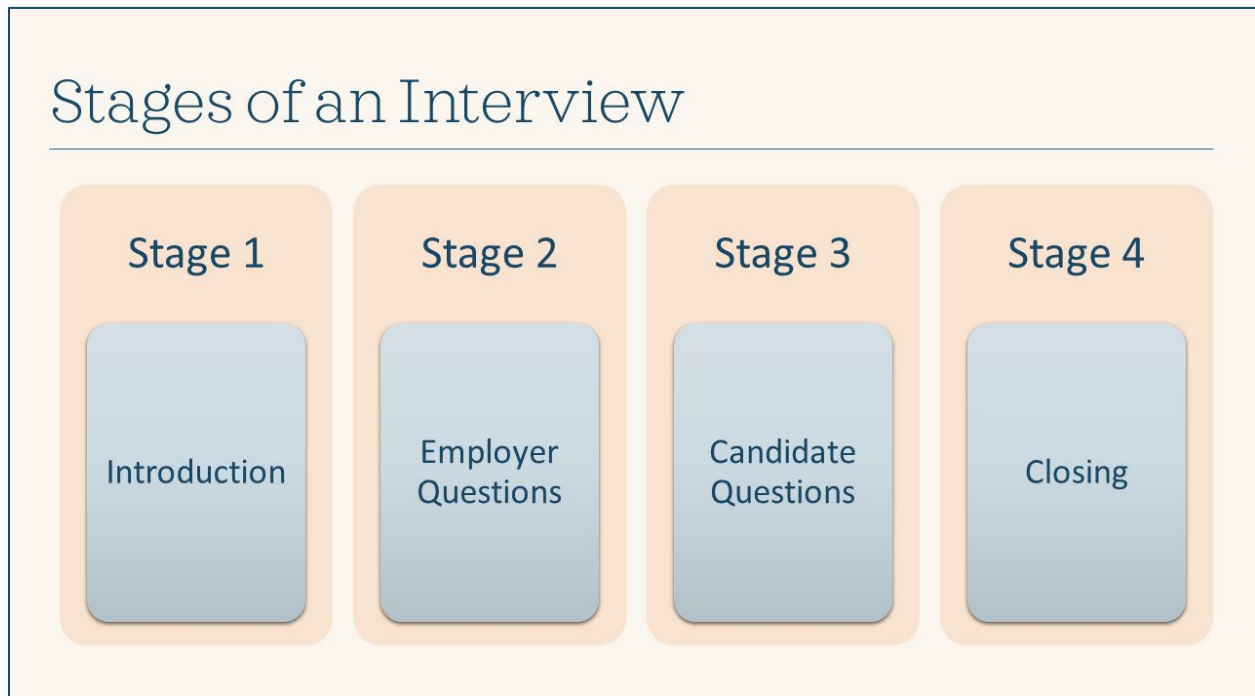 Stages of an Interview
Stage 1
Introduction
Stage 2
Employer
Questions
Stage 3
Candidate
Questions
Stage 4
Closing